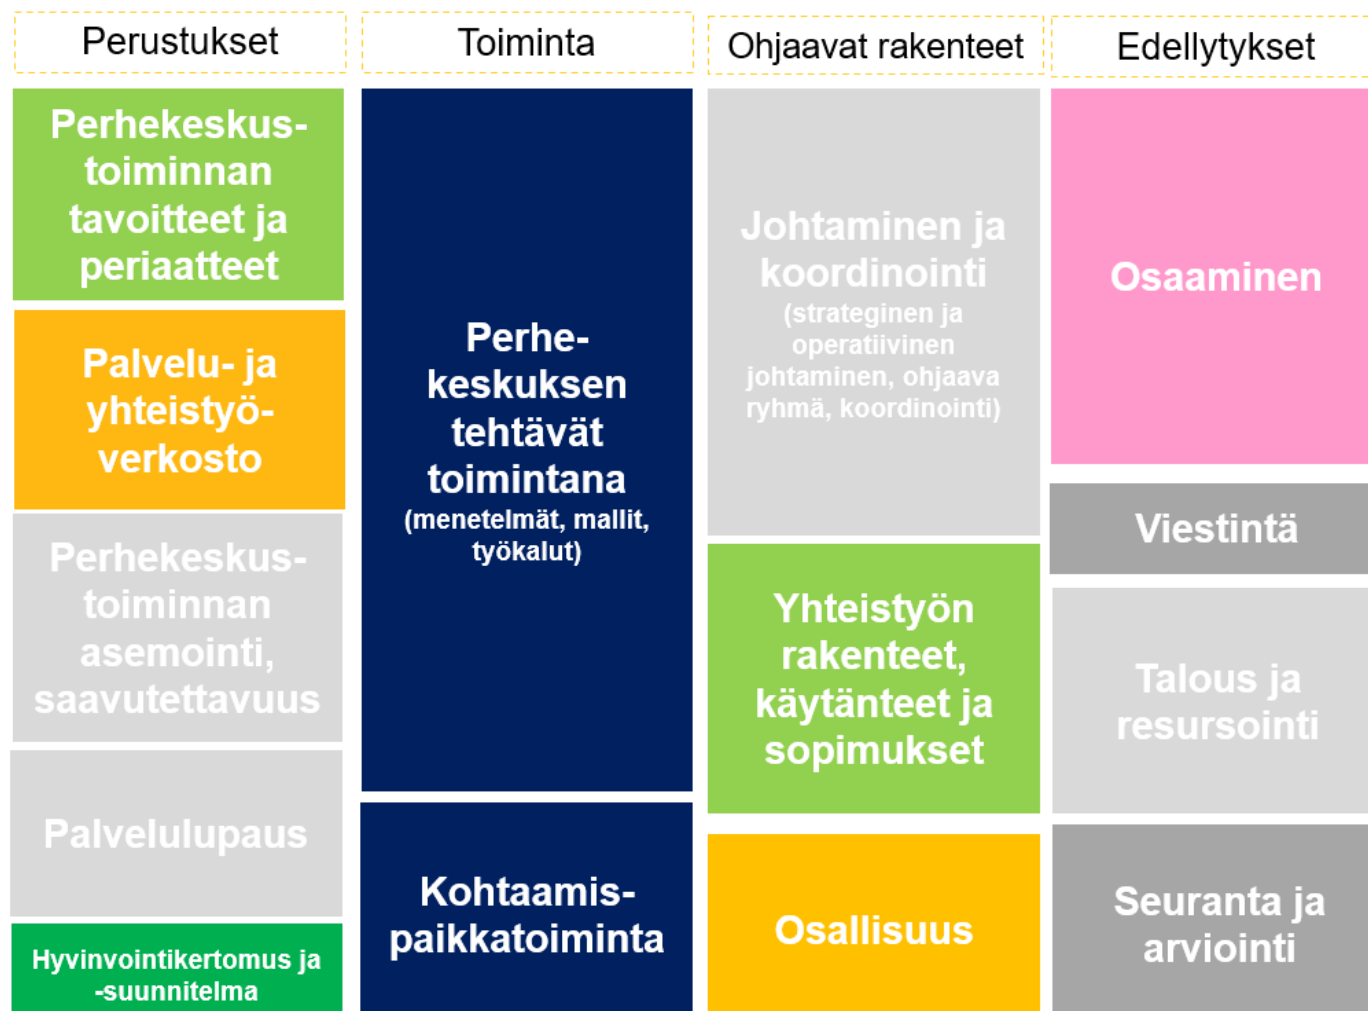 Perustukset
Perhekeskus-
toiminnan
tavoitteet ja
periaatteet
Palvelu- ja
yhteistyö-
verkosto
Perhekeskus-
toiminnan
asemointi,
saavutettavuus
Palvelulupaus
Hyvinvointikertomus ja
-suunnitelma
Toiminta
Perhe-
keskuksen
tehtävät
toimintana
(menetelmät, mallit,
työkalut)
Kohtaamis-
paikkatoiminta
Ohjaavat rakenteet
Johtaminen ja
koordinointi
(strateginen ja
operatiivinen
johtaminen, ohjaava
ryhmä, koordinointi)
Yhteistyön
rakenteet,
käytänteet ja
sopimukset
Osallisuus
Edellytykset
Osaaminen
Viestintä
Talous ja
resursointi
Seuranta ja
arviointi